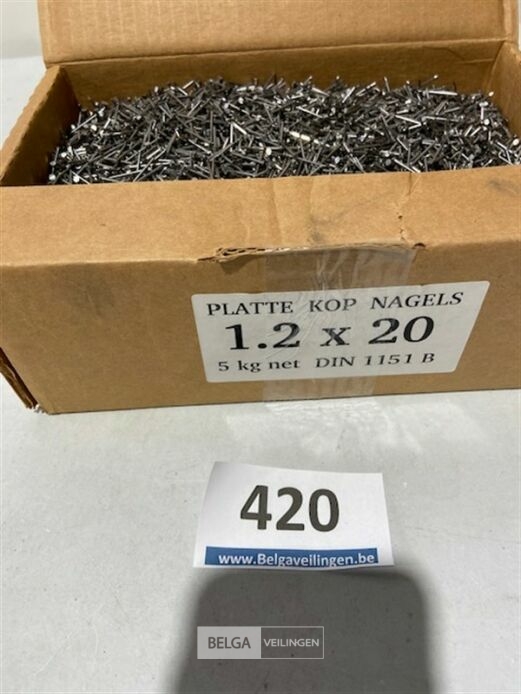 PLATTE KOP NAGELS
1.2 x 20
5 kg net DIN 1151 B
420
www.Belgaveilingen.be
BELGA VEILINGEN